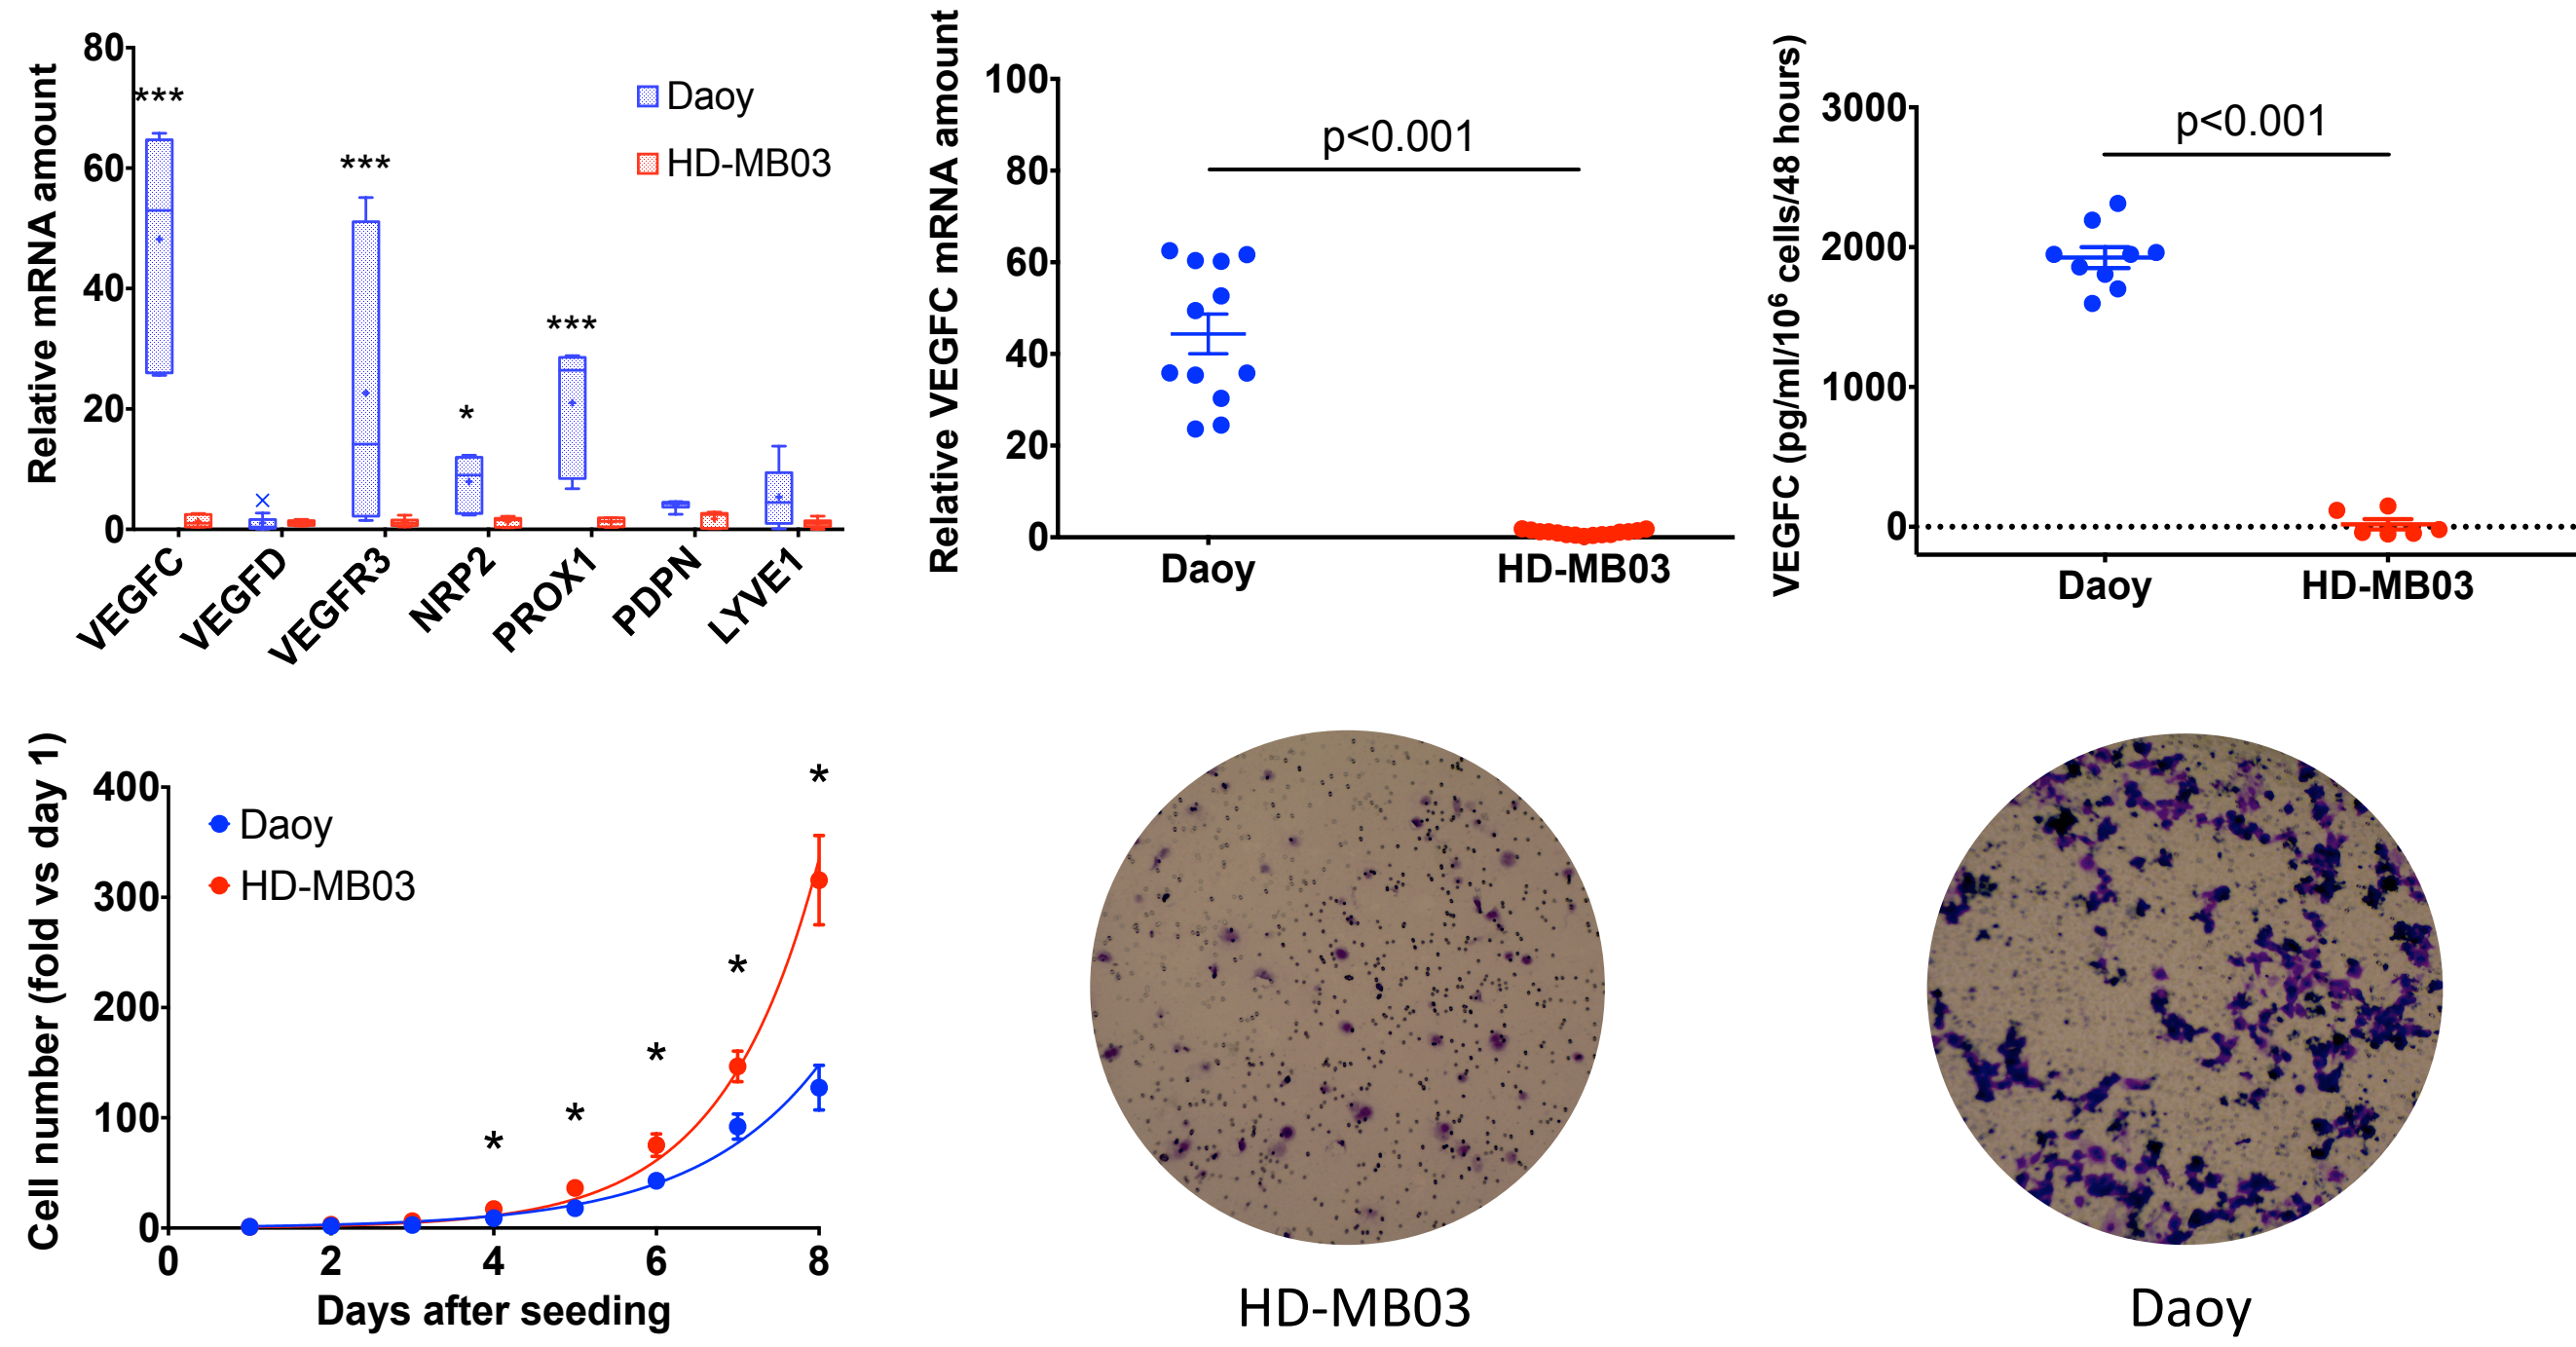 Relative mRNA amount
80
60
40
20
0
***
***
*
***
×
Daoy
HD-MB03
VEGFC
VEGFD
VEGFR3
NRP2
PROX1
PDPN
LYVE1
Relative VEGFC mRNA amount
100
80
60
40
20
0
p<0.001
Daoy
HD-MB03
VEGFC (pg/ml/10⁶ cells/48 hours)
3000
2000
1000
0
p<0.001
Daoy
HD-MB03
Cell number (fold vs day 1)
400
300
200
100
0
Daoy
HD-MB03
*
*
*
*
*
0 2 4 6 8
Days after seeding
HD-MB03
Daoy